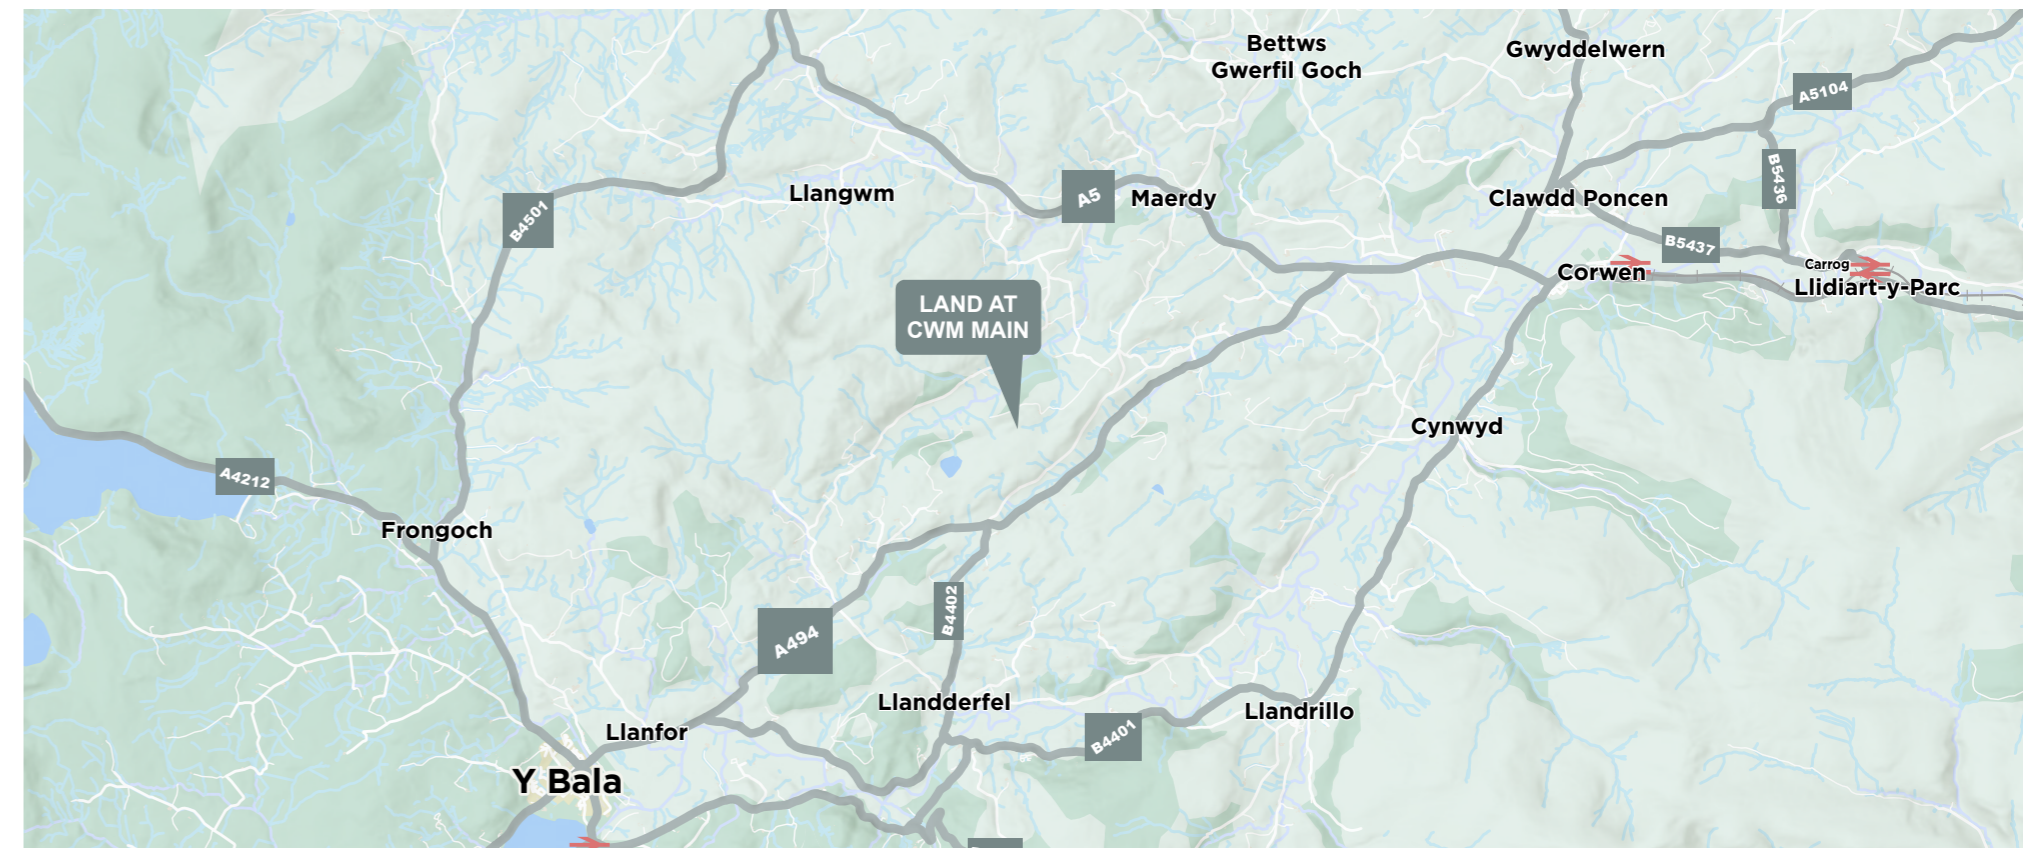 Bettws
Gwerfil Goch
Gwyddelwern
A5104
B5436
B4501
Llangwm
A5
Maerdy
Clawdd Poncen
B5437
Corwen
Carrog
Llidiart-y-Parc
LAND AT
CWM MAIN
Cynwyd
A4212
Frongoch
B4402
A494
Llandderfel
Llandrillo
B4401
Llanfor
Y Bala